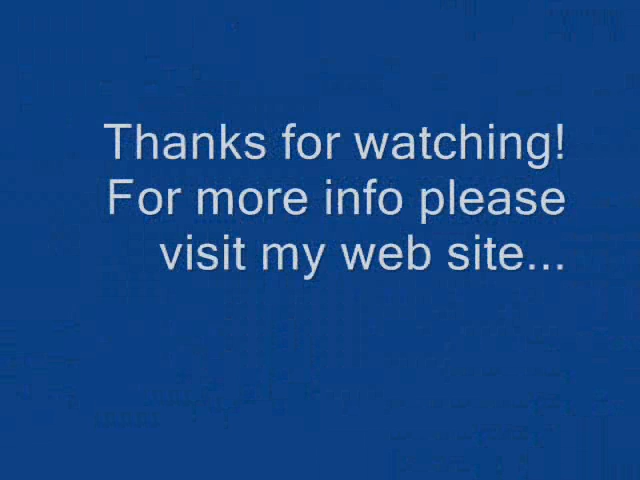 Thanks for watching!
For more info please
visit my web site...